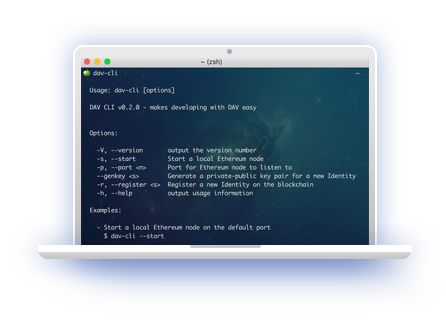 ~ (zsh)
dav-cli
~
Usage: dav-cli [options]
DAV CLI v0.2.0 - makes developing with DAV easy
Options:
-V, --version output the version number
-s, --start Start a local Ethereum node
-p, --port <n> Port for Ethereum node to listen to
--genkey <s> Generate a private-public key pair for a new Identity
-r, --register <s> Register a new Identity on the blockchain
-h, --help output usage information
Examples:
- Start a local Ethereum node on the default port
$ dav-cli --start